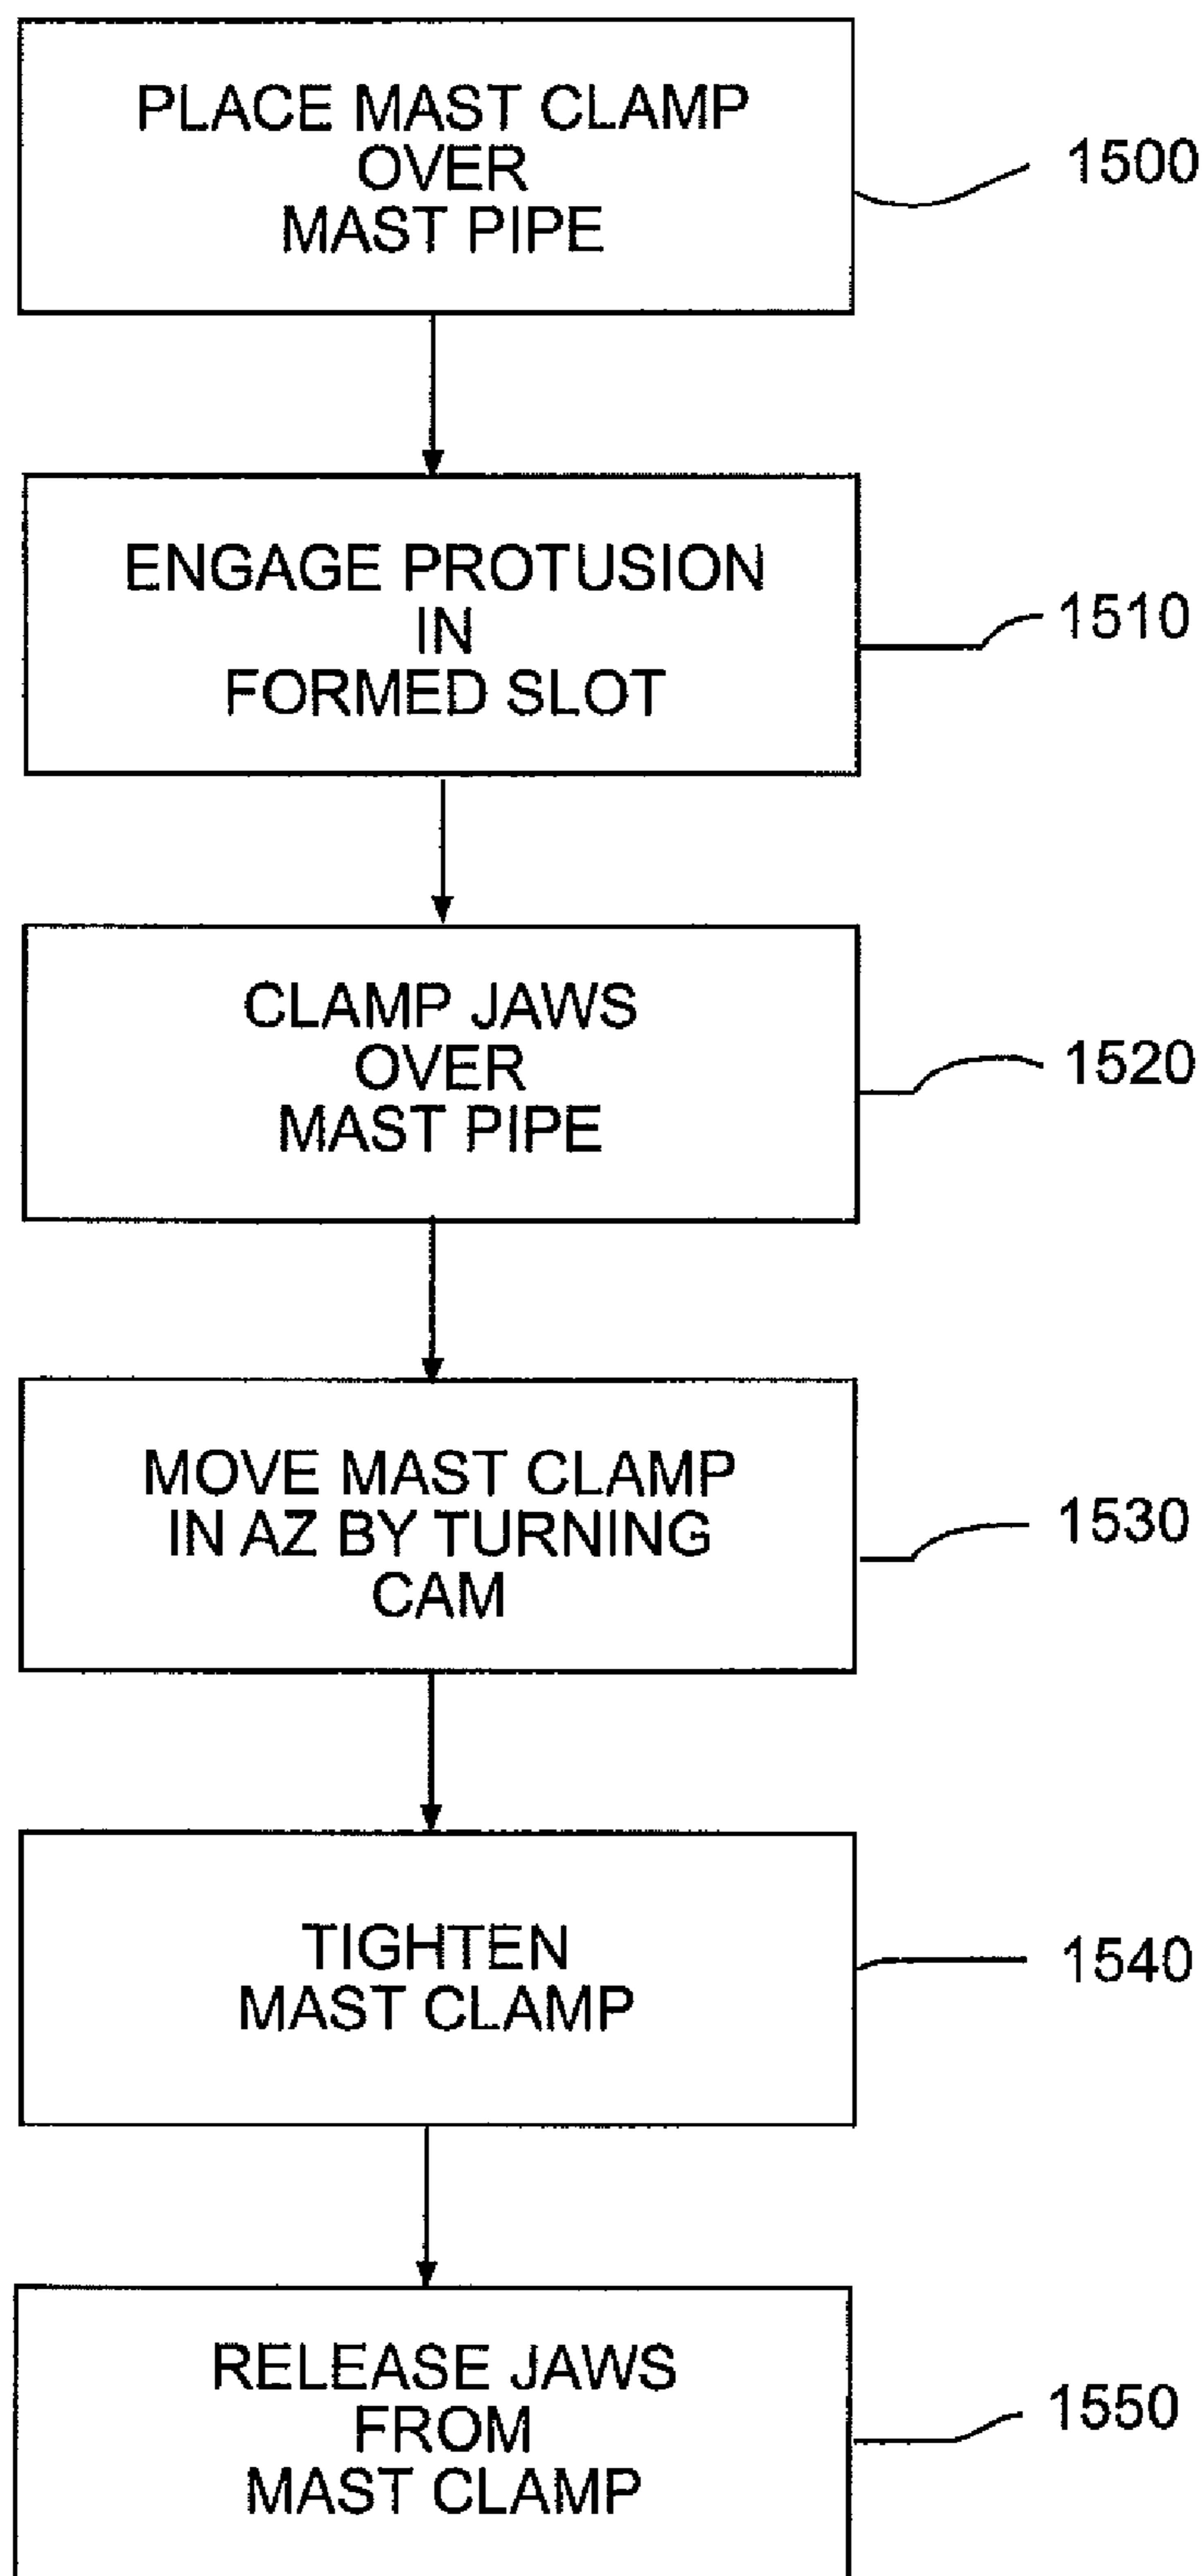 PLACE MAST CLAMP
OVER
MAST PIPE
1500
ENGAGE PROTUSION
IN
FORMED SLOT
1510
CLAMP JAWS
OVER
MAST PIPE
1520
MOVE MAST CLAMP
IN AZ BY TURNING
CAM
1530
TIGHTEN
MAST CLAMP
1540
RELEASE JAWS
FROM
MAST CLAMP
1550